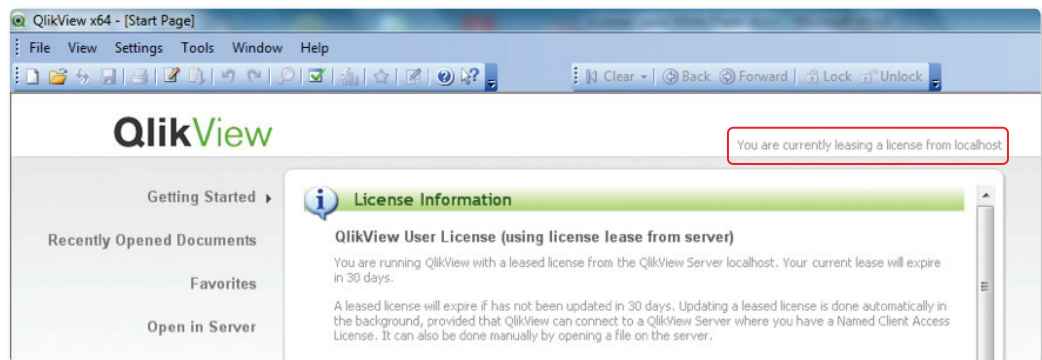 QlikView x64 - [Start Page]
File View Settings Tools Window Help
Clear Back Forward Lock Unlock
QlikView
You are currently leasing a license from localhost
Getting Started
License Information
Recently Opened Documents
QlikView User License (using license lease from server)
You are running QlikView with a leased license from the QlikView Server localhost. Your current lease will expire
in 30 days.
Favorites
A leased license will expire if has not been updated in 30 days. Updating a leased license is done automatically in
the background, provided that QlikView can connect to a QlikView Server where you have a Named Client Access
License. It can also be done manually by opening a file on the server.
Open in Server